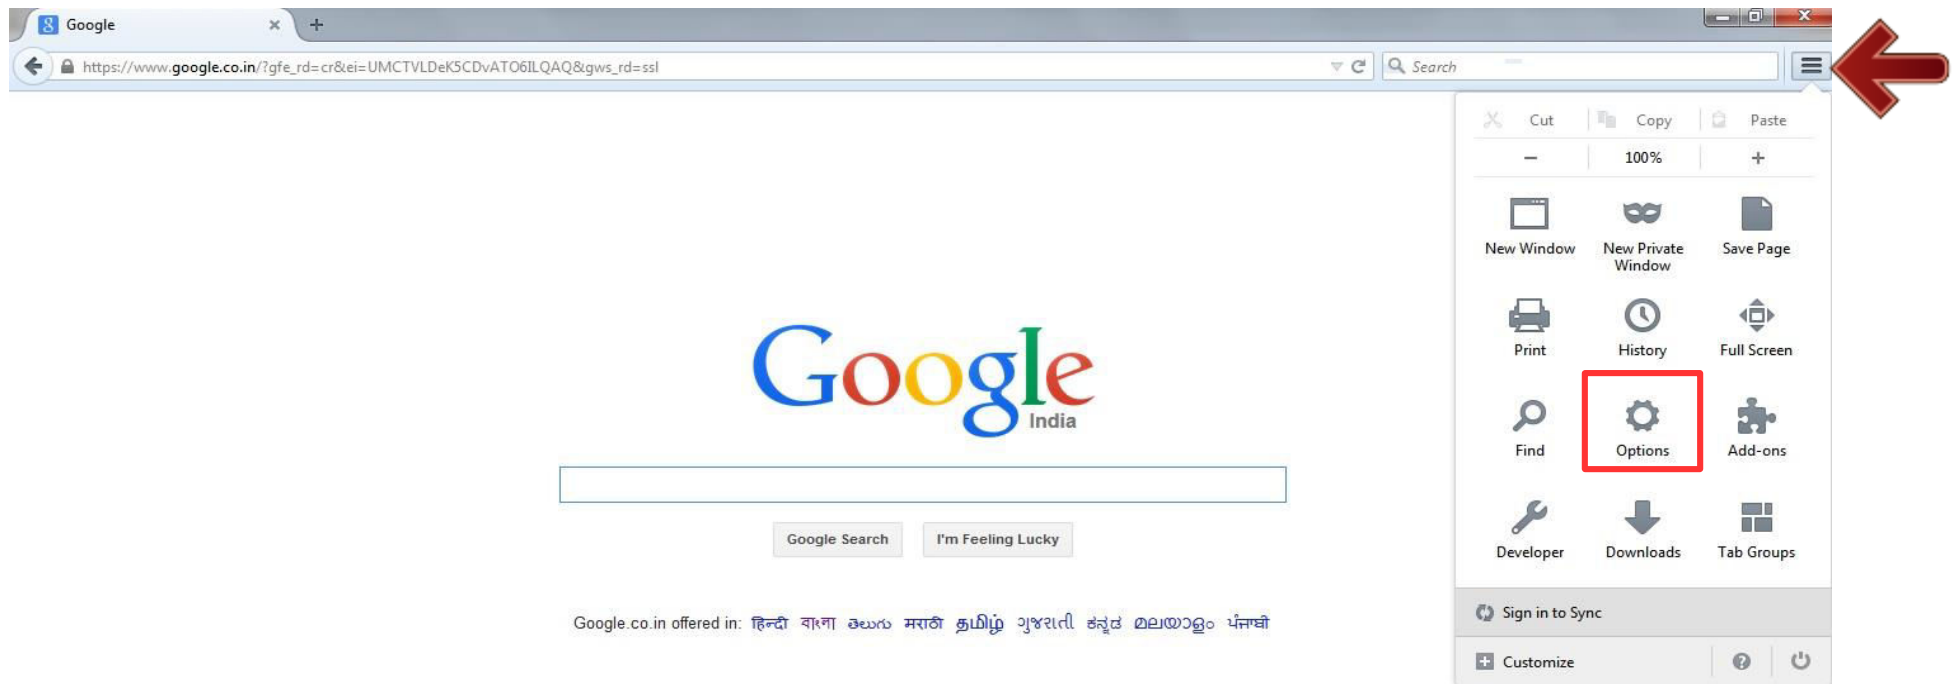 Google
https://www.google.co.in/?gfe_rd=cr&ei=UMCTVLDeK5CDvATO6ILQAQ&gws_rd=ssl
Search
Cut Copy Paste
100%
New Window
New Private Window
Save Page
Print
History
Full Screen
Find
Options
Add-ons
Developer
Downloads
Tab Groups
Sign in to Sync
Customize
Google
India
Google Search
I'm Feeling Lucky
Google.co.in offered in: हिन्दी বাংলা తెలుగు मराठी தமிழ் ગુજરાતી ಕನ್ನಡ മലയാളം ਪੰਜਾਬੀ